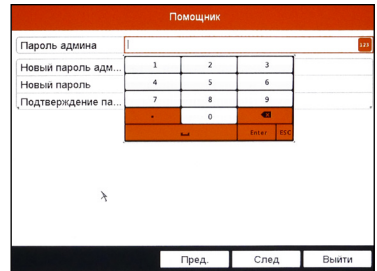 Помощник
Пароль админа
123
Новый пароль адм...
Новый пароль
Подтверждение па...
1 2 3
4 5 6
7 8 9
. 0
Enter ESC
Пред. След Выйти